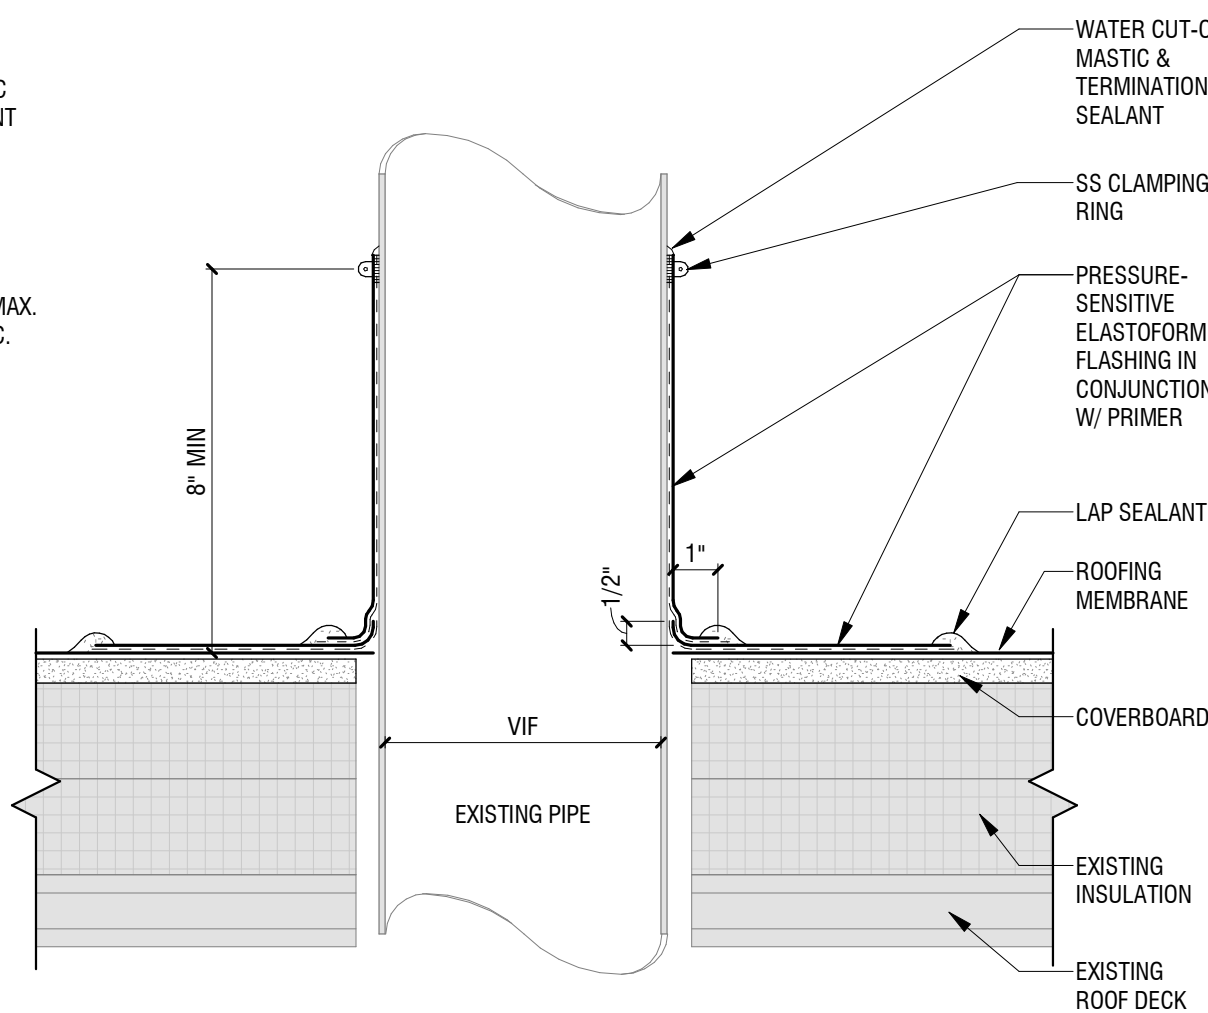 NT
MAX.
WATER CUT-O
MASTIC &
TERMINATION
SEALANT
SS CLAMPING
RING
PRESSURE-
SENSITIVE
ELASTOFORM
FLASHING IN
CONJUNCTION
W/ PRIMER
8" MIN
1"
1/2"
LAP SEALANT
ROOFING
MEMBRANE
COVERBOARD
VIF
EXISTING PIPE
EXISTING
INSULATION
EXISTING
ROOF DECK